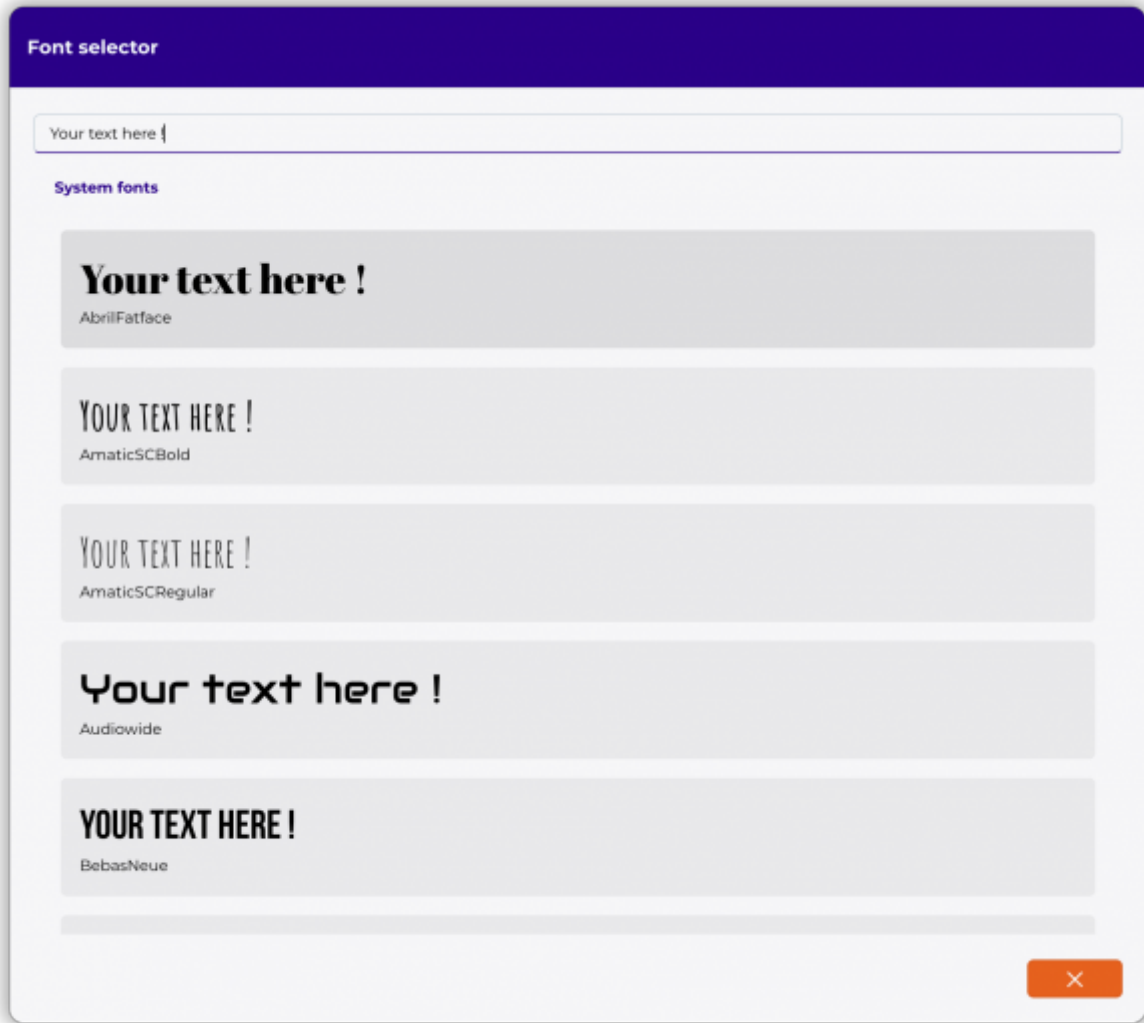 Font selector
Your text here !
System fonts
Your text here !
AbrilFatface
YOUR TEXT HERE !
AmaticSCBold
YOUR TEXT HERE !
AmaticSCRegular
Your text here !
Audiowide
YOUR TEXT HERE !
BebasNeue